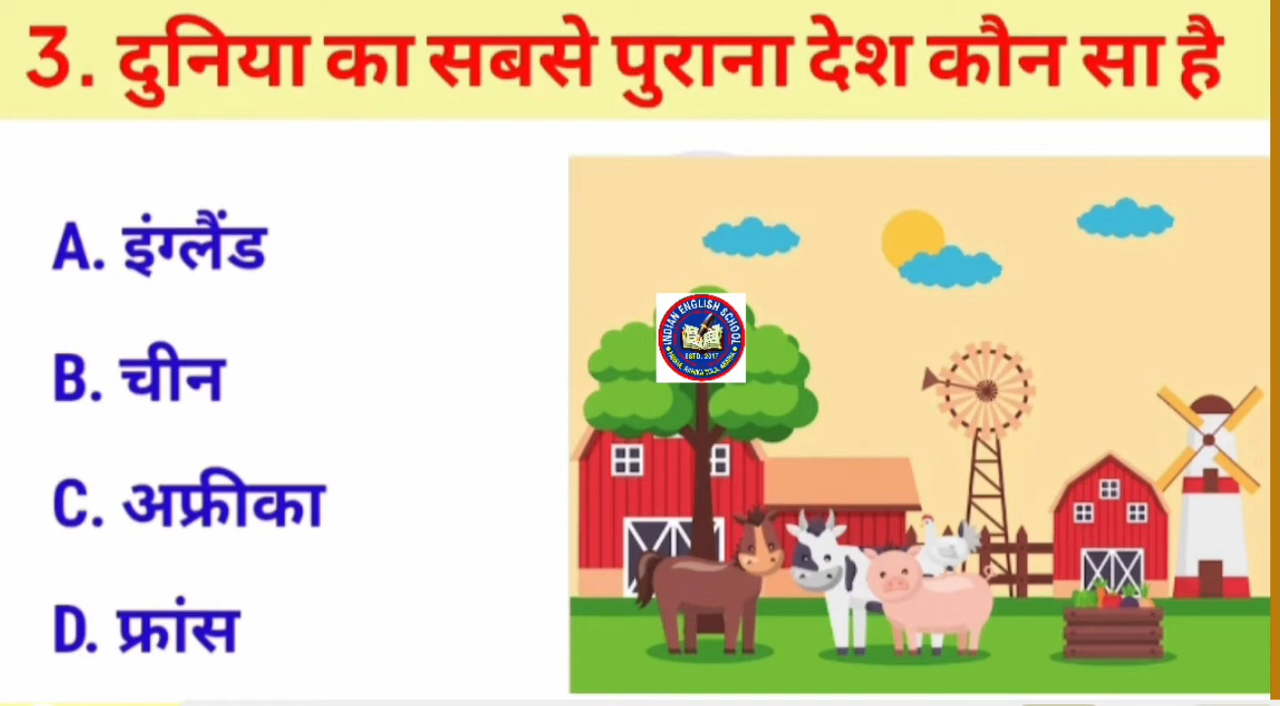 3. दुनिया का सबसे पुराना देश कौन सा है
A. इंग्लैंड
B. चीन
C. अफ्रीका
D. फ्रांस
INDIAN ENGLISH SCHOOL
ESTD. 2017